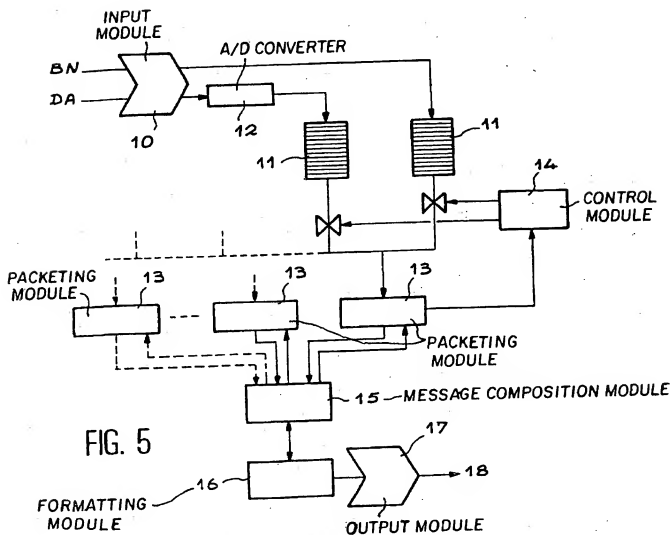 INPUT
MODULE
A/D CONVERTER
BN
DA
10
12
11
11
14
CONTROL
MODULE
PACKETING
MODULE
13
13
13
PACKETING
MODULE
15
MESSAGE COMPOSITION MODULE
FIG. 5
17
16
18
FORMATTING
MODULE
OUTPUT MODULE